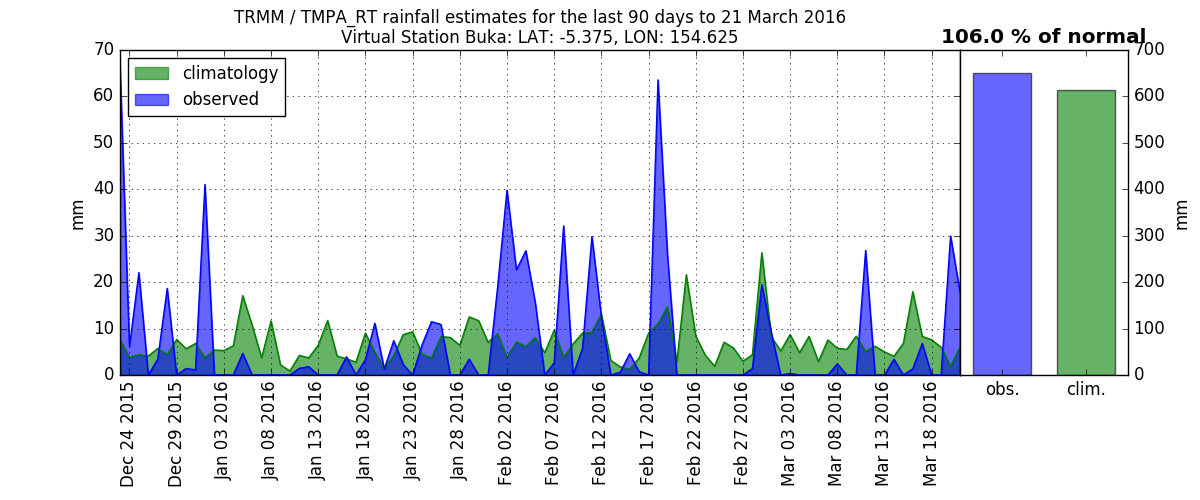 TRMM / TMPA_RT rainfall estimates for the last 90 days to 21 March 2016
Virtual Station Buka: LAT: -5.375, LON: 154.625
106.0 % of normal
climatology
observed
70
60
50
40
30
20
10
0
mm
Dec 24 2015
Dec 29 2015
Jan 03 2016
Jan 08 2016
Jan 13 2016
Jan 18 2016
Jan 23 2016
Jan 28 2016
Feb 02 2016
Feb 07 2016
Feb 12 2016
Feb 17 2016
Feb 22 2016
Feb 27 2016
Mar 03 2016
Mar 08 2016
Mar 13 2016
Mar 18 2016
obs.
clim.
700
600
500
400
300
200
100
0
mm